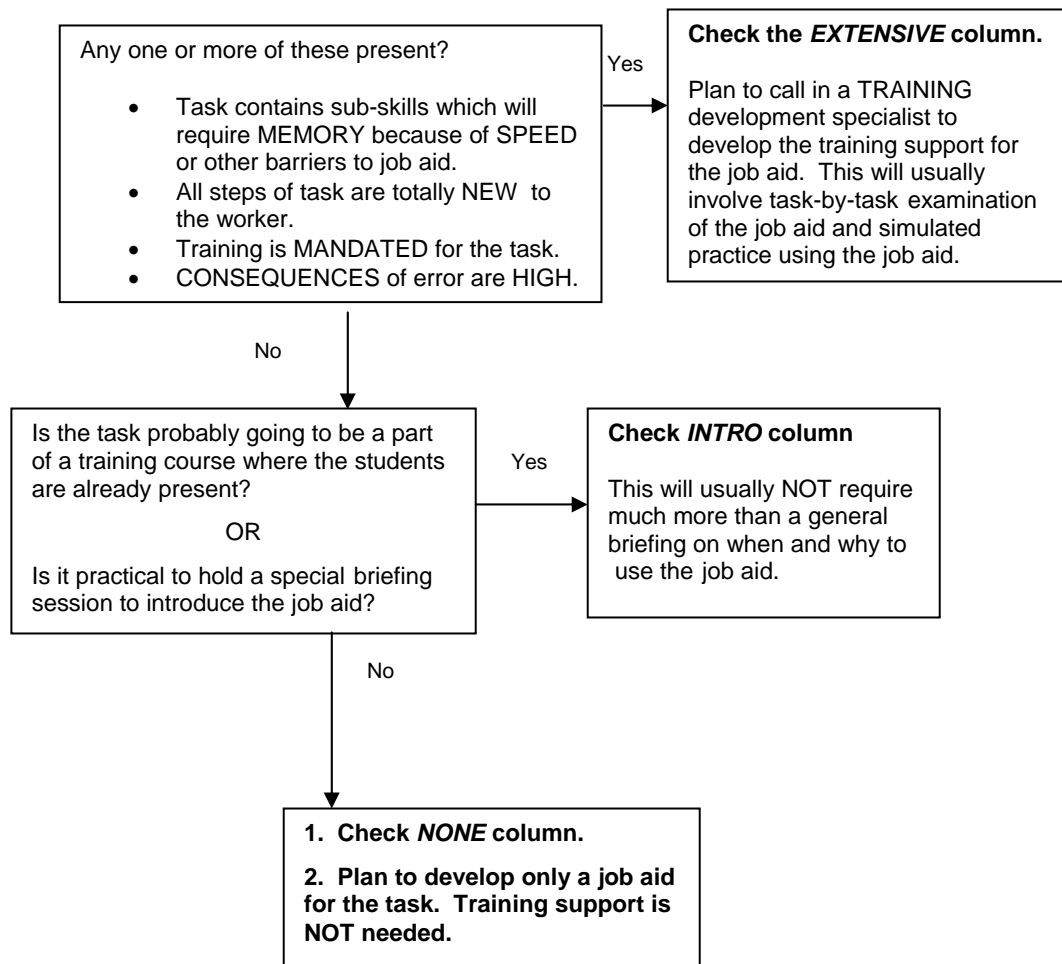 Any one or more of these present?
• Task contains sub-skills which will
require MEMORY because of SPEED
or other barriers to job aid.
• All steps of task are totally NEW to
the worker.
• Training is MANDATED for the task.
• CONSEQUENCES of error are HIGH.
Yes
Check the EXTENSIVE column.
Plan to call in a TRAINING
development specialist to
develop the training support for
the job aid. This will usually
involve task-by-task examination
of the job aid and simulated
practice using the job aid.
No
Is the task probably going to be a part
of a training course where the students
are already present?
OR
Is it practical to hold a special briefing
session to introduce the job aid?
Yes
Check INTRO column
This will usually NOT require
much more than a general
briefing on when and why to
use the job aid.
No
1. Check NONE column.
2. Plan to develop only a job aid
for the task. Training support is
NOT needed.